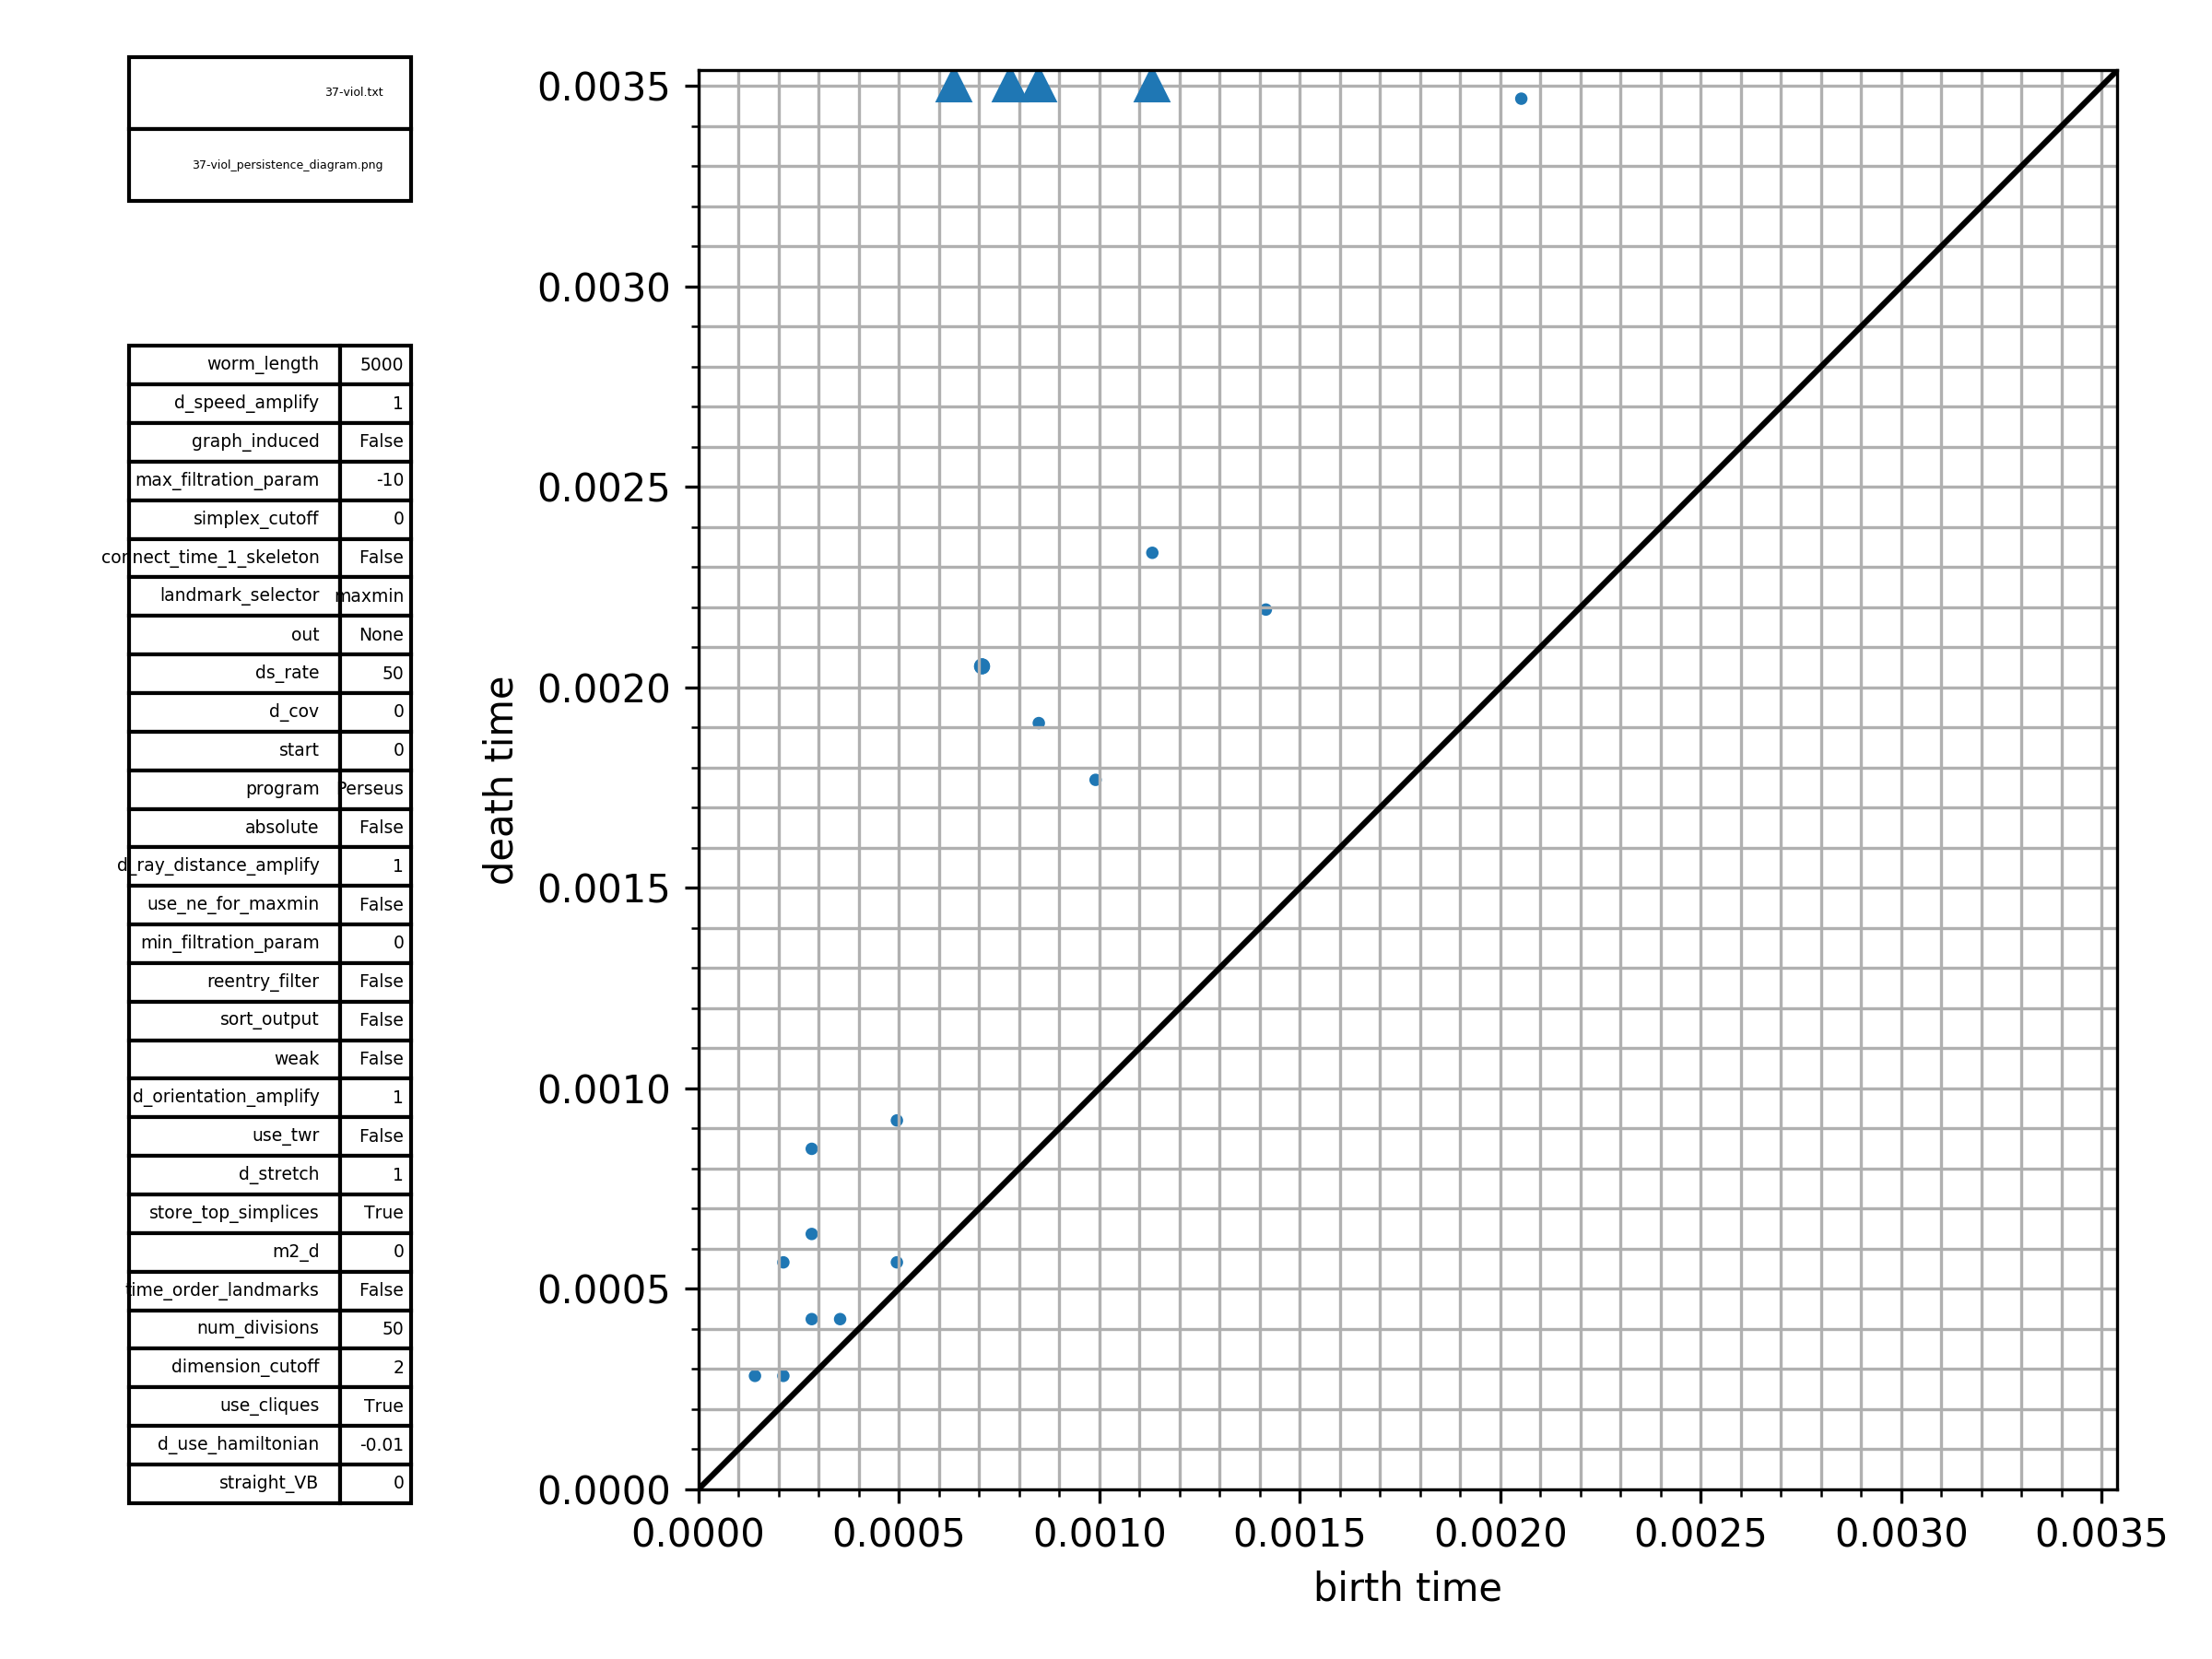 37-viol.txt
37-viol_persistence_diagram.png
worm_length 5000
d_speed_amplify 1
graph_induced False
max_filtration_param -10
simplex_cutoff 0
connect_time_1_skeleton False
landmark_selector maxmin
out None
ds_rate 50
d_cov 0
start 0
program Perseus
absolute False
d_ray_distance_amplify 1
use_ne_for_maxmin False
min_filtration_param 0
reentry_filter False
sort_output False
weak False
d_orientation_amplify 1
use_twr False
d_stretch 1
store_top_simplices True
m2_d 0
time_order_landmarks False
num_divisions 50
dimension_cutoff 2
use_cliques True
d_use_hamiltonian -0.01
straight_VB 0
death time
0.0035
0.0030
0.0025
0.0020
0.0015
0.0010
0.0005
0.0000
0.0000 0.0005 0.0010 0.0015 0.0020 0.0025 0.0030 0.0035
birth time